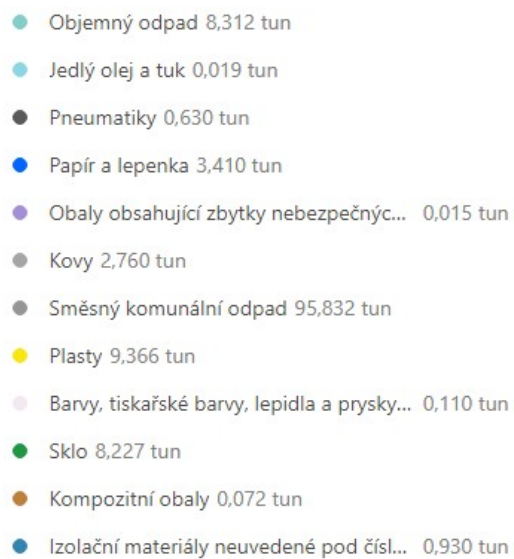 Objemný odpad 8,312 tun
Jedlý olej a tuk 0,019 tun
Pneumatiky 0,630 tun
Papír a lepenka 3,410 tun
Obaly obsahující zbytky nebezpečnýc... 0,015 tun
Kovy 2,760 tun
Směsný komunální odpad 95,832 tun
Plasty 9,366 tun
Barvy, tiskařské barvy, lepidla a prysky... 0,110 tun
Sklo 8,227 tun
Kompozitní obaly 0,072 tun
Izolační materiály neuvedené pod čísl... 0,930 tun